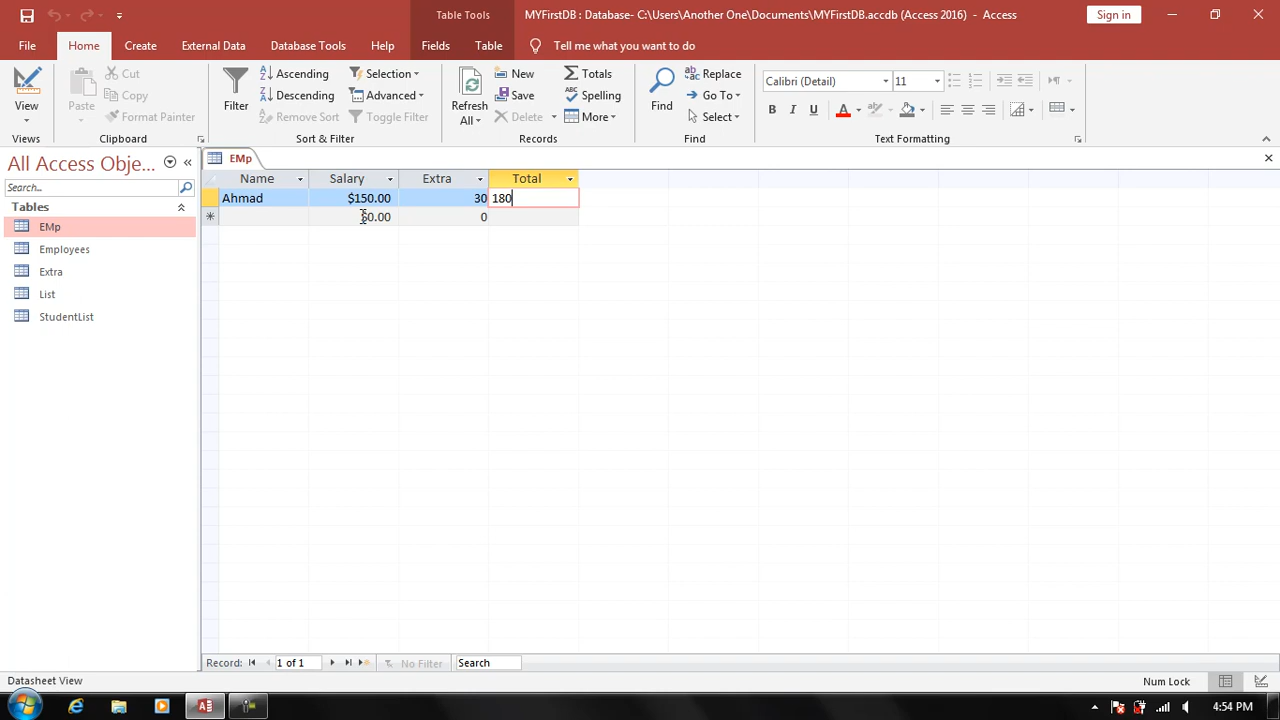 Table Tools
MYFirstDB : Database- C:\Users\Another One\Documents\MYFirstDB.accdb (Access 2016) - Access
Sign in
File
Home
Create
External Data
Database Tools
Help
Fields
Table
Tell me what you want to do
View
Views
Paste
Cut
Copy
Format Painter
Clipboard
Filter
Ascending
Descending
Remove Sort
Selection
Advanced
Toggle Filter
Sort & Filter
Refresh
All
New
Save
Delete
Totals
Spelling
More
Records
Find
Replace
Go To
Select
Find
Calibri (Detail)
11
B I U
A
ab
Text Formatting
All Access Obje...
Search...
Tables
EMp
Employees
Extra
List
StudentList
EMp
Name Salary Extra Total
Ahmad $150.00 30 180
$0.00 0
Record: 1 of 1 No Filter Search
Datasheet View
Num Lock
4:54 PM